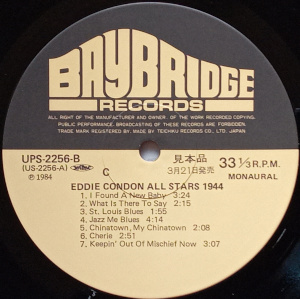 BAYBRIDGE
RECORDS
ALL RIGHT OF THE MANUFACTURER AND OWNER. OF THE WORK RECORDED COPYING.
PUBLIC PERFORMANCE, BROADCASTING OF THESE RECORDS ARE FORBIDDEN.
TRADE MARK REGISTERED. BY. MADE BY TEICHIKU RECORDS CO., LTD. JAPAN.
UPS-2256-B
(US-2256-A)
℗ 1984
C
見本品
3月21日発売
33 1/3 R.P.M.
MONAURAL
EDDIE CONDON ALL STARS 1944
1. I Found A New Baby 3:24
2. What Is There To Say 2:15
3. St. Louis Blues 4:15
4. Jazz Me Blues 4:14
5. Chinatown, My Chinatown 2:08
6. Cherie 2:51
7. Keepin' Out Of Mischief Now 3:15